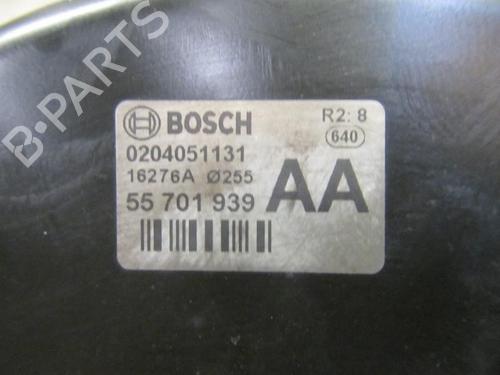 B-PARTS
BOSCH
R2: 8
640
0204051131
16276A Ø255
55 701 939
AA